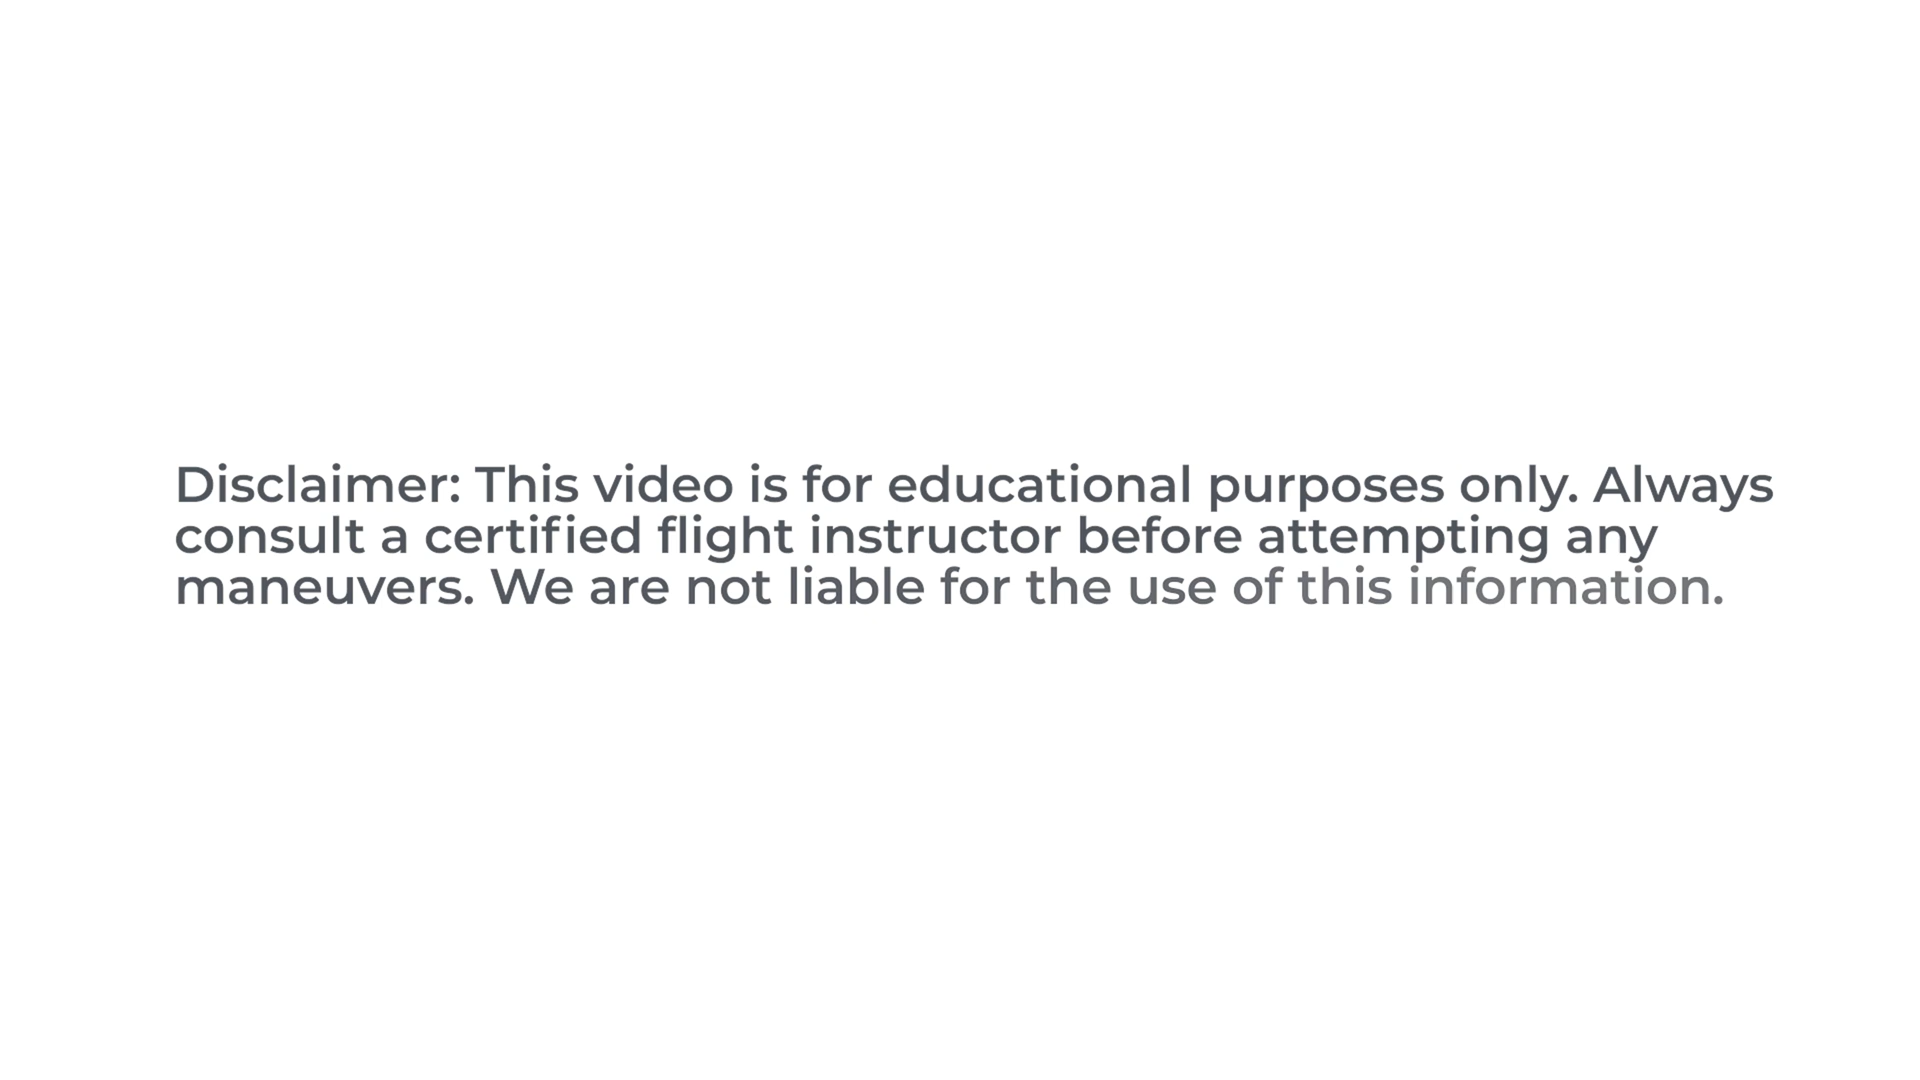 Disclaimer: This video is for educational purposes only. Always
consult a certified flight instructor before attempting any
maneuvers. We are not liable for the use of this information.